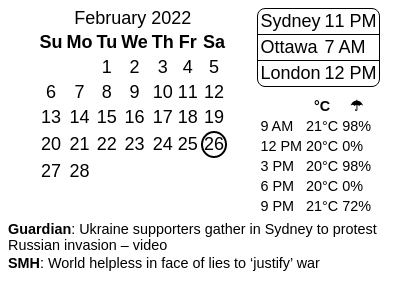 February 2022
Su Mo Tu We Th Fr Sa
1 2 3 4 5
6 7 8 9 10 11 12
13 14 15 16 17 18 19
20 21 22 23 24 25 26
27 28
Sydney 11 PM
Ottawa 7 AM
London 12 PM
°C ☂
9 AM 21°C 98%
12 PM 20°C 0%
3 PM 20°C 98%
6 PM 20°C 0%
9 PM 21°C 72%
Guardian: Ukraine supporters gather in Sydney to protest
Russian invasion – video
SMH: World helpless in face of lies to ‘justify’ war